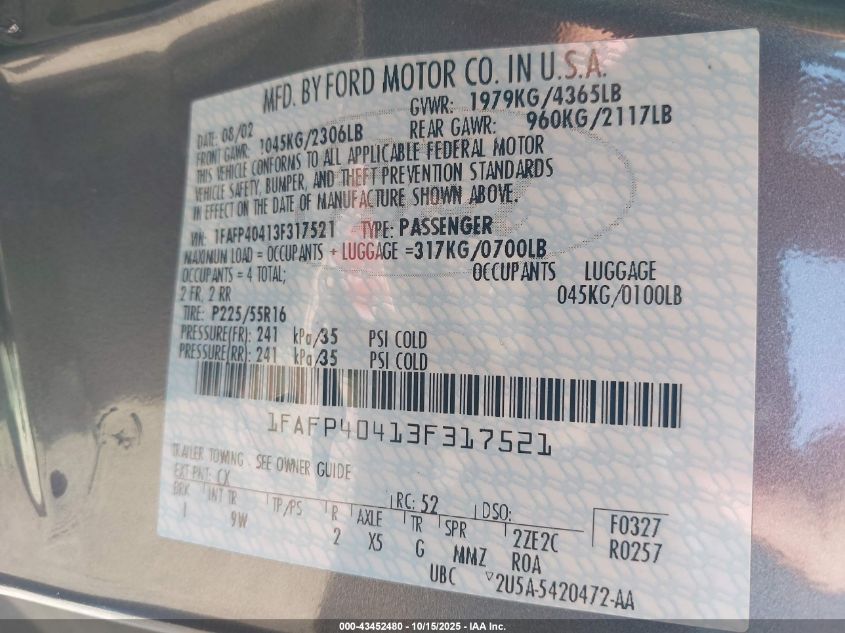 MFD. BY FORD MOTOR CO. IN U.S.A.
DATE: 08/02 GVWR: 1979KG/4365LB
FRONT GAWR: 1045KG/2306LB REAR GAWR: 960KG/2117LB
THIS VEHICLE CONFORMS TO ALL APPLICABLE FEDERAL MOTOR
VEHICLE SAFETY, BUMPER, AND THEFT PREVENTION STANDARDS
IN EFFECT ON THE DATE OF MANUFACTURE SHOWN ABOVE.
VIN: 1FAFP40413F317521 TYPE: PASSENGER
MAXIMUM LOAD = OCCUPANTS + LUGGAGE =317KG/0700LB
OCCUPANTS = 4 TOTAL; OCCUPANTS LUGGAGE
2 FR, 2 RR 045KG/0100LB
TIRE: P225/55R16
PRESSURE(FR): 241 kPa/35 PSI COLD
PRESSURE(RR): 241 kPa/35 PSI COLD
1FAFP40413F317521
TRAILER TOWING - SEE OWNER GUIDE
EXT PNT: CX RC: 52 DSO:
BRK INT TR TP/PS R AXLE TR SPR 2ZE2C F0327
1 9W 2 X5 G MMZ ROA R0257
UBC ▽2U5A-5420472-AA
000-43452480 - 10/15/2025 - IAA Inc.